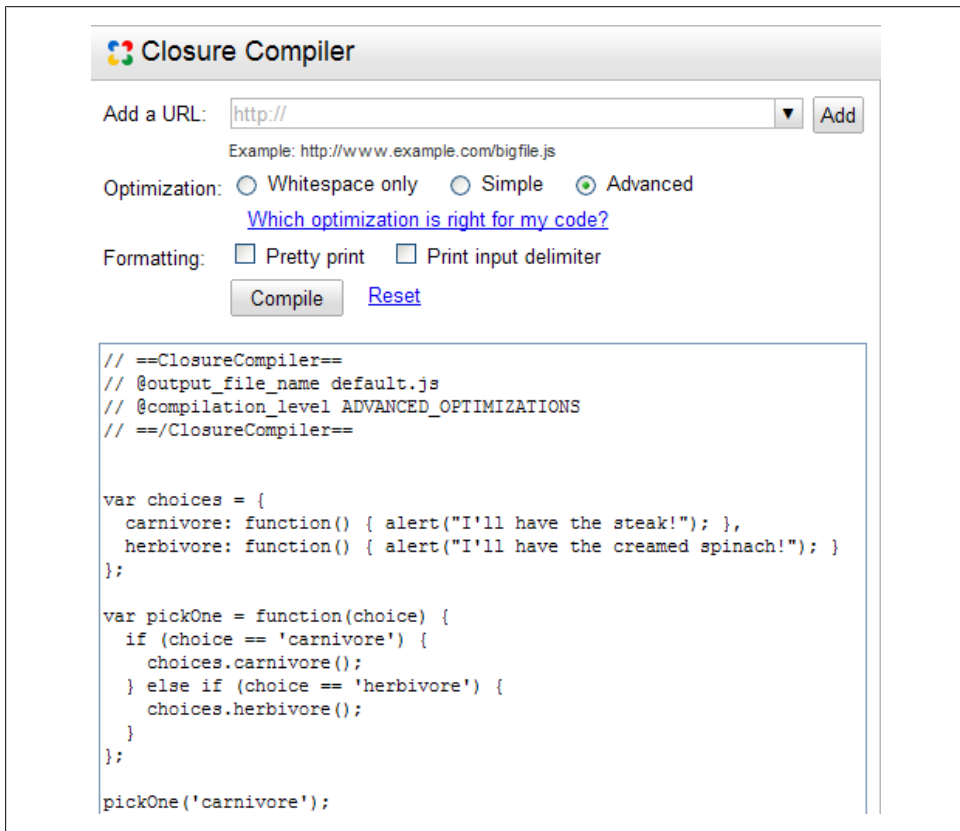 Closure Compiler
Add a URL: http:// ▼ Add
Example: http://www.example.com/bigfile.js
Optimization: Whitespace only Simple Advanced
Which optimization is right for my code?
Formatting: Pretty print Print input delimiter
Compile Reset
// ==ClosureCompiler==
// @output_file_name default.js
// @compilation_level ADVANCED_OPTIMIZATIONS
// ==/ClosureCompiler==
var choices = {
  carnivore: function() { alert("I'll have the steak!"); },
  herbivore: function() { alert("I'll have the creamed spinach!"); }
};
var pickOne = function(choice) {
  if (choice == 'carnivore') {
    choices.carnivore();
  } else if (choice == 'herbivore') {
    choices.herbivore();
  }
};
pickOne('carnivore');